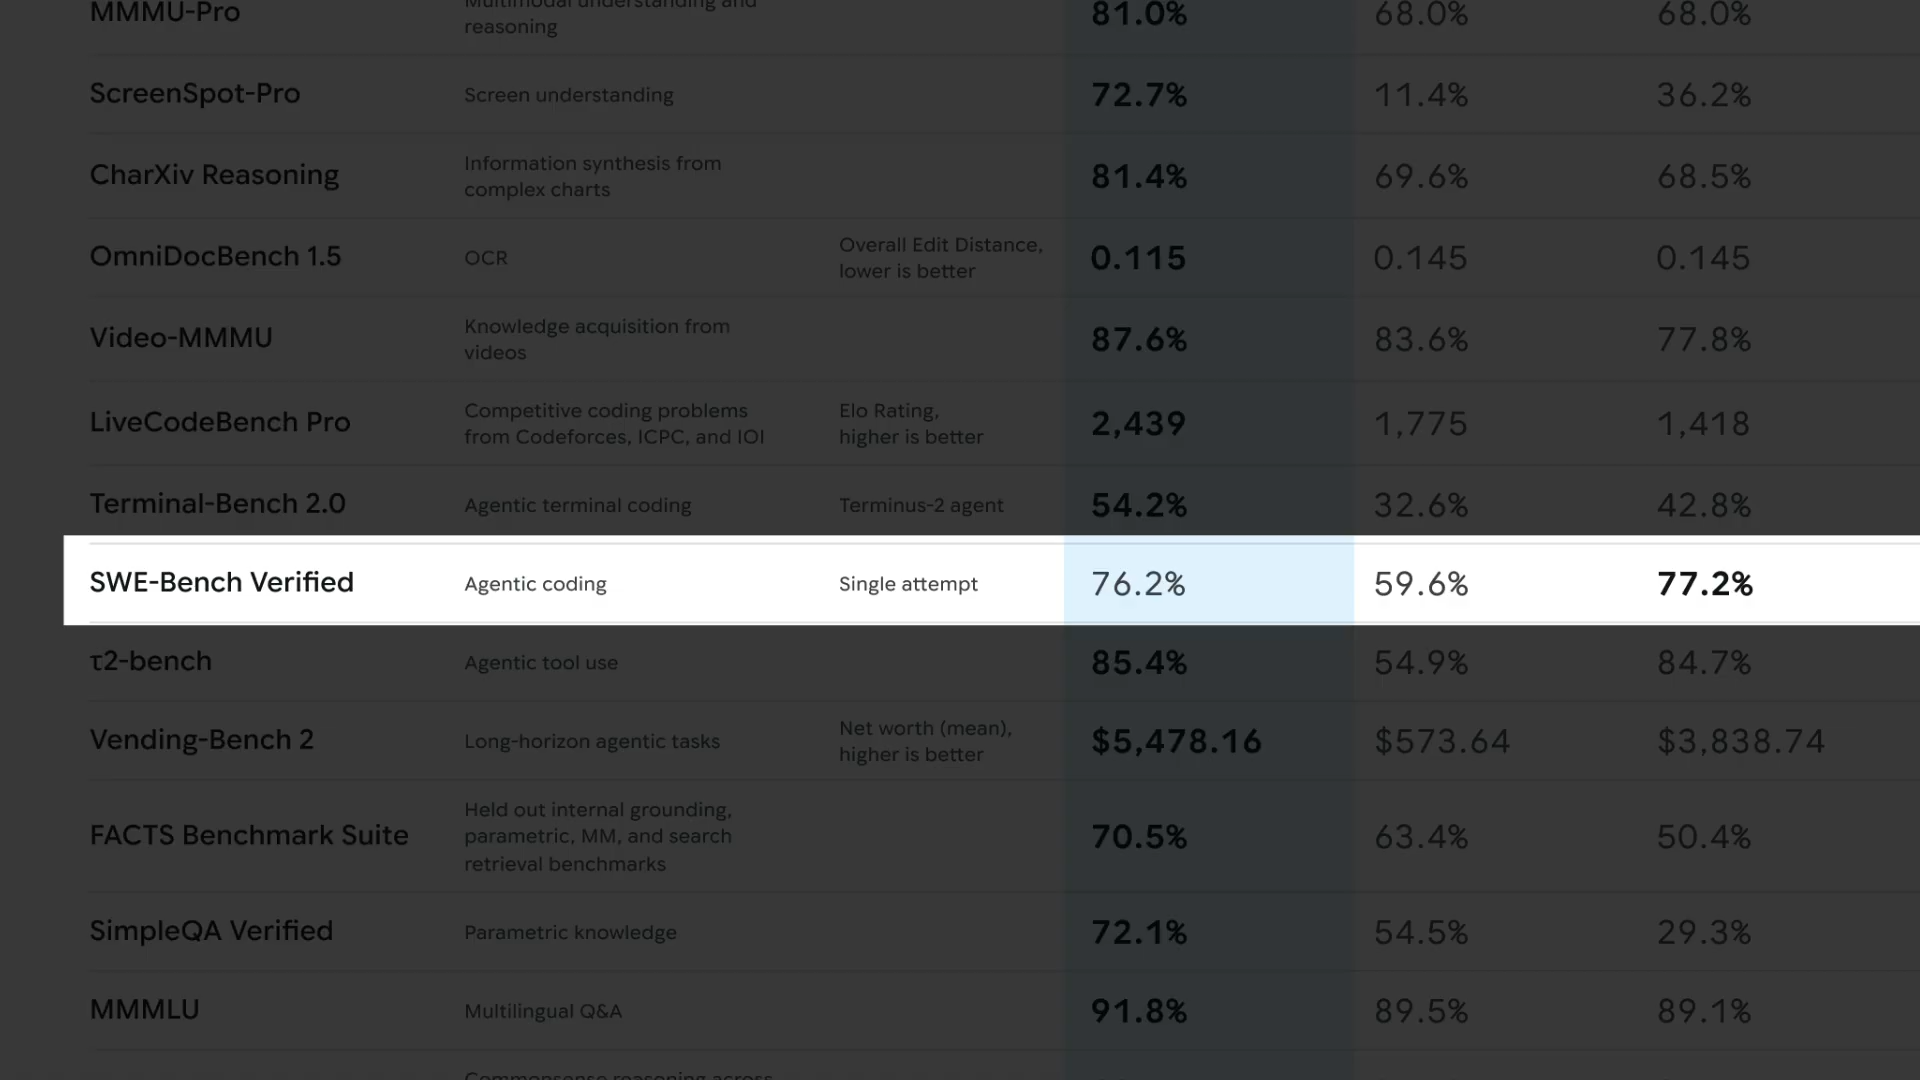 MMMU-Pro
Multimodal understanding and
reasoning
81.0% 68.0% 68.0%
ScreenSpot-Pro Screen understanding 72.7% 11.4% 36.2%
CharXiv Reasoning
Information synthesis from
complex charts
81.4% 69.6% 68.5%
OmniDocBench 1.5 OCR
Overall Edit Distance,
lower is better
0.115 0.145 0.145
Video-MMMU
Knowledge acquisition from
videos
87.6% 83.6% 77.8%
LiveCodeBench Pro
Competitive coding problems
from Codeforces, ICPC, and IOI
Elo Rating,
higher is better
2,439 1,775 1,418
Terminal-Bench 2.0 Agentic terminal coding Terminus-2 agent 54.2% 32.6% 42.8%
SWE-Bench Verified Agentic coding Single attempt 76.2% 59.6% 77.2%
τ2-bench Agentic tool use 85.4% 54.9% 84.7%
Vending-Bench 2 Long-horizon agentic tasks
Net worth (mean),
higher is better
$5,478.16 $573.64 $3,838.74
FACTS Benchmark Suite
Held out internal grounding,
parametric, MM, and search
retrieval benchmarks
70.5% 63.4% 50.4%
SimpleQA Verified Parametric knowledge 72.1% 54.5% 29.3%
MMMLU Multilingual Q&A 91.8% 89.5% 89.1%
Commonsense reasoning across